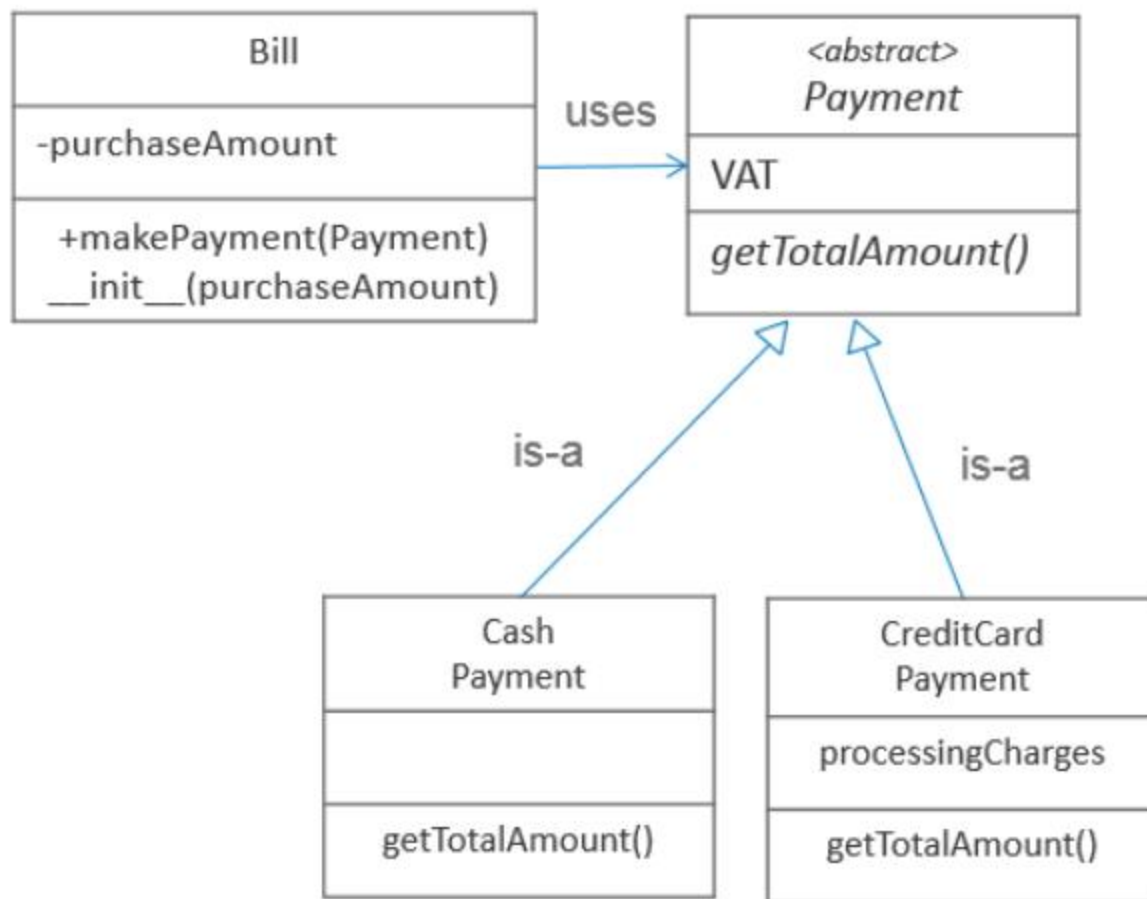 Bill
-purchaseAmount
+makePayment(Payment)
__init__(purchaseAmount)
uses
<abstract>
Payment
VAT
getTotalAmount()
is-a
is-a
Cash
Payment
getTotalAmount()
CreditCard
Payment
processingCharges
getTotalAmount()